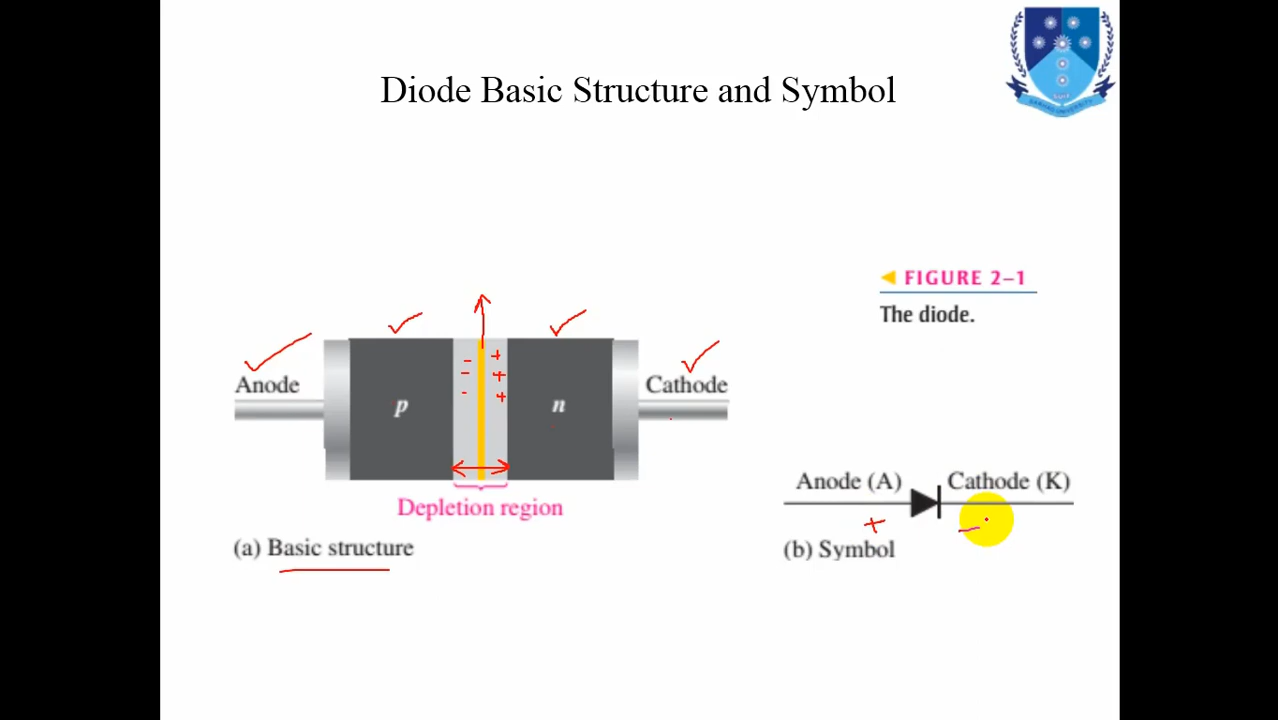 Diode Basic Structure and Symbol
FIGURE 2–1
The diode.
Anode
Cathode
p
n
- +
- +
- +
Depletion region
(a) Basic structure
Anode (A) Cathode (K)
+ -
(b) Symbol